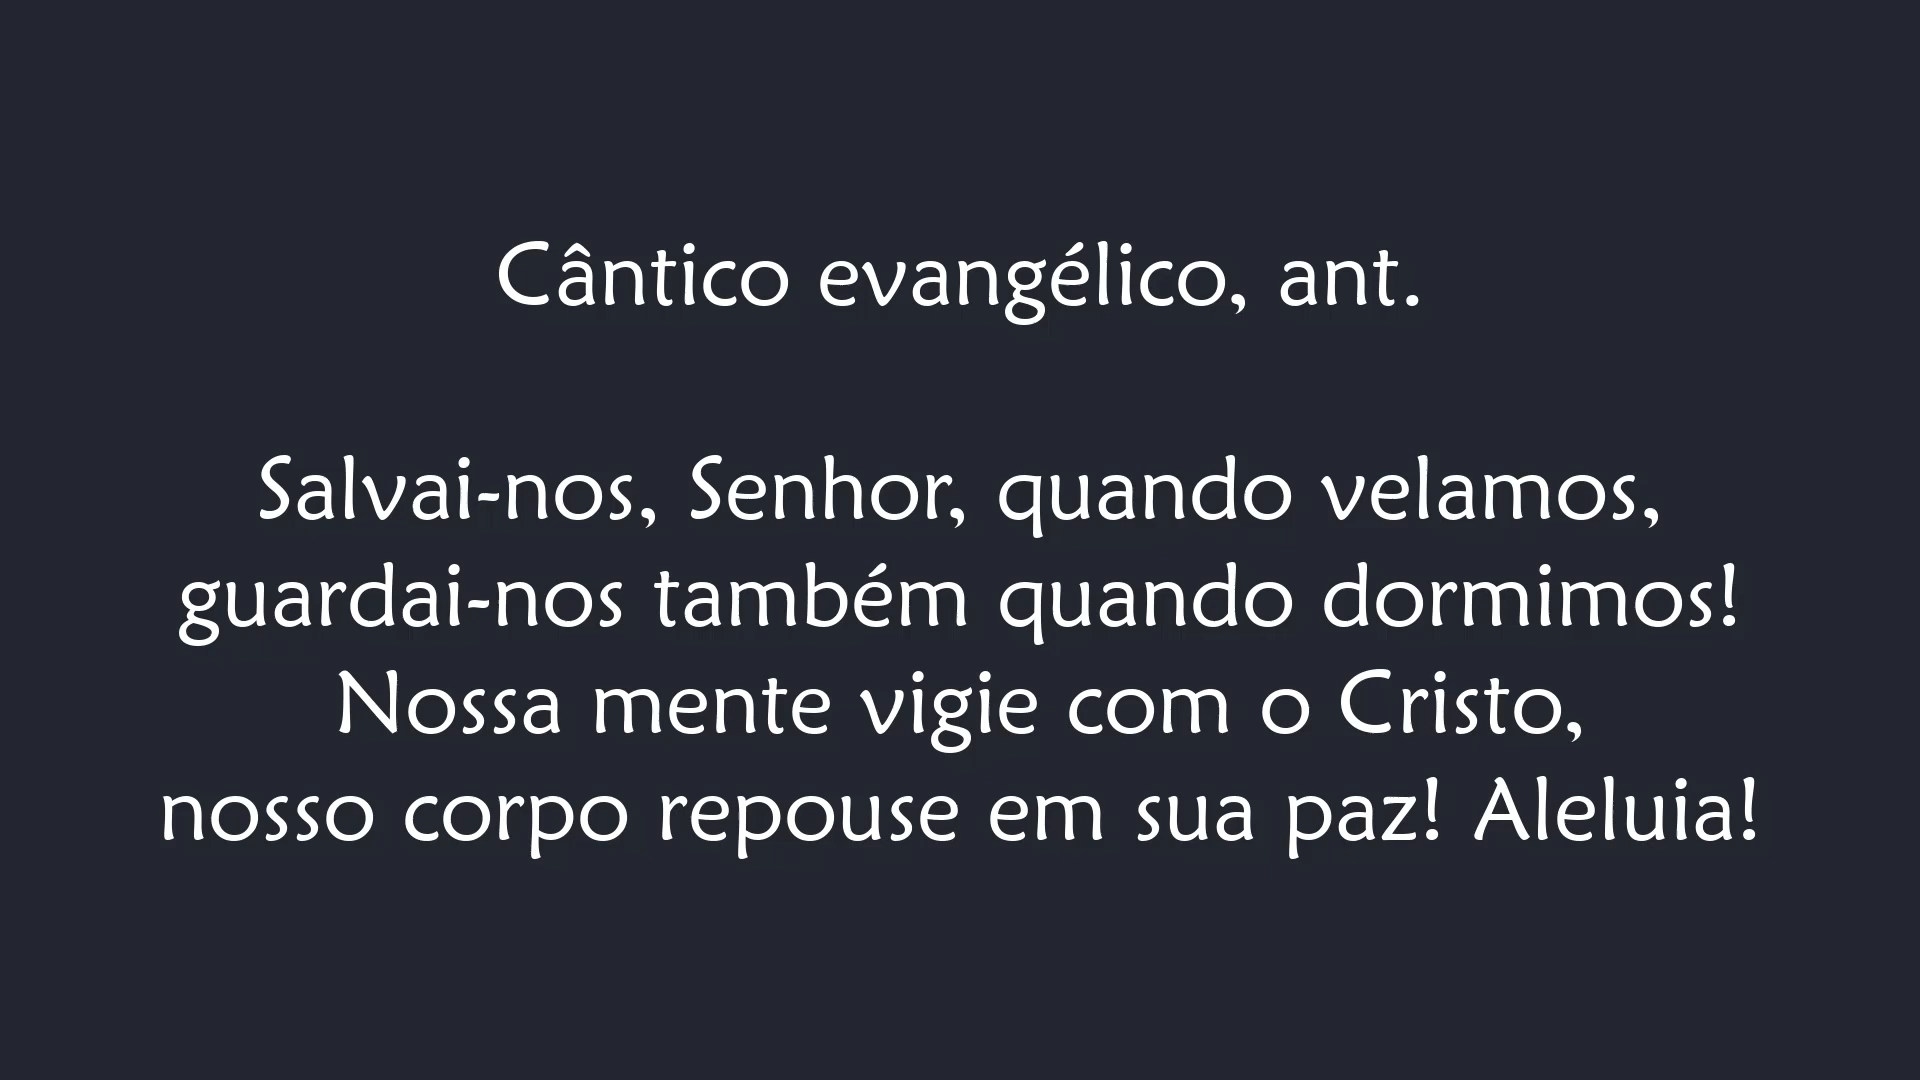 Cântico evangélico, ant.
Salvai-nos, Senhor, quando velamos,
guardai-nos também quando dormimos!
Nossa mente vigie com o Cristo,
nosso corpo repouse em sua paz! Aleluia!